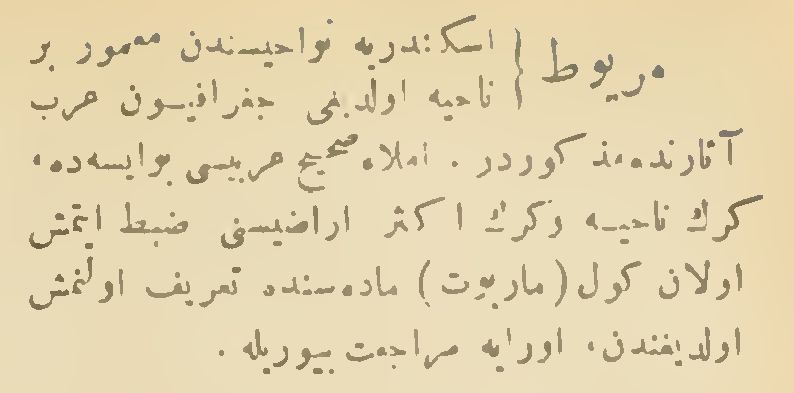 مریوط { اسکندریه نواحیسندن معمور بر
ناحیه اولدیغی جغرافیون عرب
آثارنده مذکوردر . املاء صحیح عربیسی بوایسه ده،
کرك ناحیه وکرك اکثر اراضیسنی ضبط ایتمش
اولان کول (ماریوت) ماده سنده تعریف اولنمش
اولدیغندن، اورایه مراجعت بیوریله .